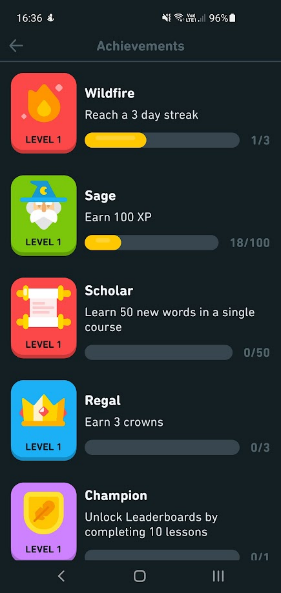 16:36
Vo) LTE1 96%
Achievements
Wildfire
Reach a 3 day streak
LEVEL 1
1/3
Sage
Earn 100 XP
LEVEL 1
18/100
Scholar
Learn 50 new words in a single
course
LEVEL 1
0/50
Regal
Earn 3 crowns
LEVEL 1
0/3
Champion
Unlock Leaderboards by
completing 10 lessons
LEVEL 1
0/1